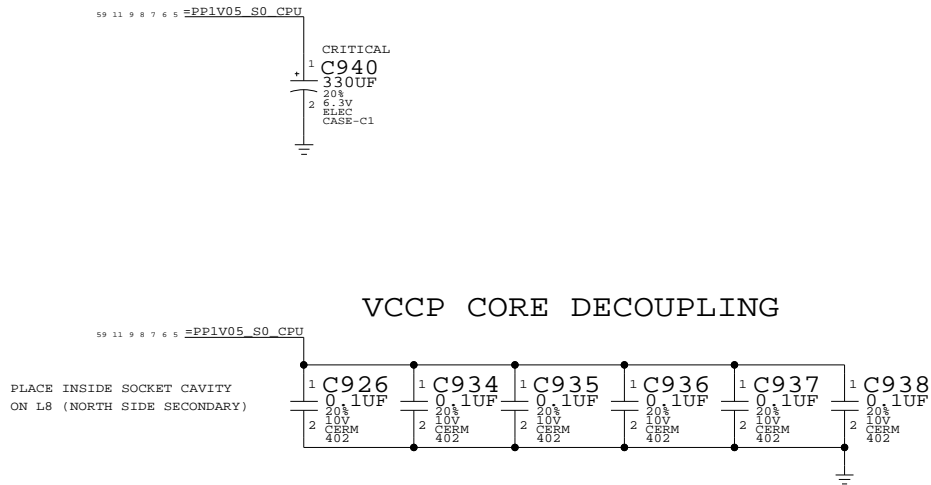 59 11 9 8 7 6 5 =PP1V05_S0_CPU
CRITICAL
1 C940
+ 330UF
20%
2 6.3V
ELEC
CASE-C1
VCCP CORE DECOUPLING
59 11 9 8 7 6 5 =PP1V05_S0_CPU
PLACE INSIDE SOCKET CAVITY
ON L8 (NORTH SIDE SECONDARY)
1 C926
0.1UF
20%
10V
2 CERM
402
1 C934
0.1UF
20%
10V
2 CERM
402
1 C935
0.1UF
20%
10V
2 CERM
402
1 C936
0.1UF
20%
10V
2 CERM
402
1 C937
0.1UF
20%
10V
2 CERM
402
1 C938
0.1UF
20%
10V
2 CERM
402